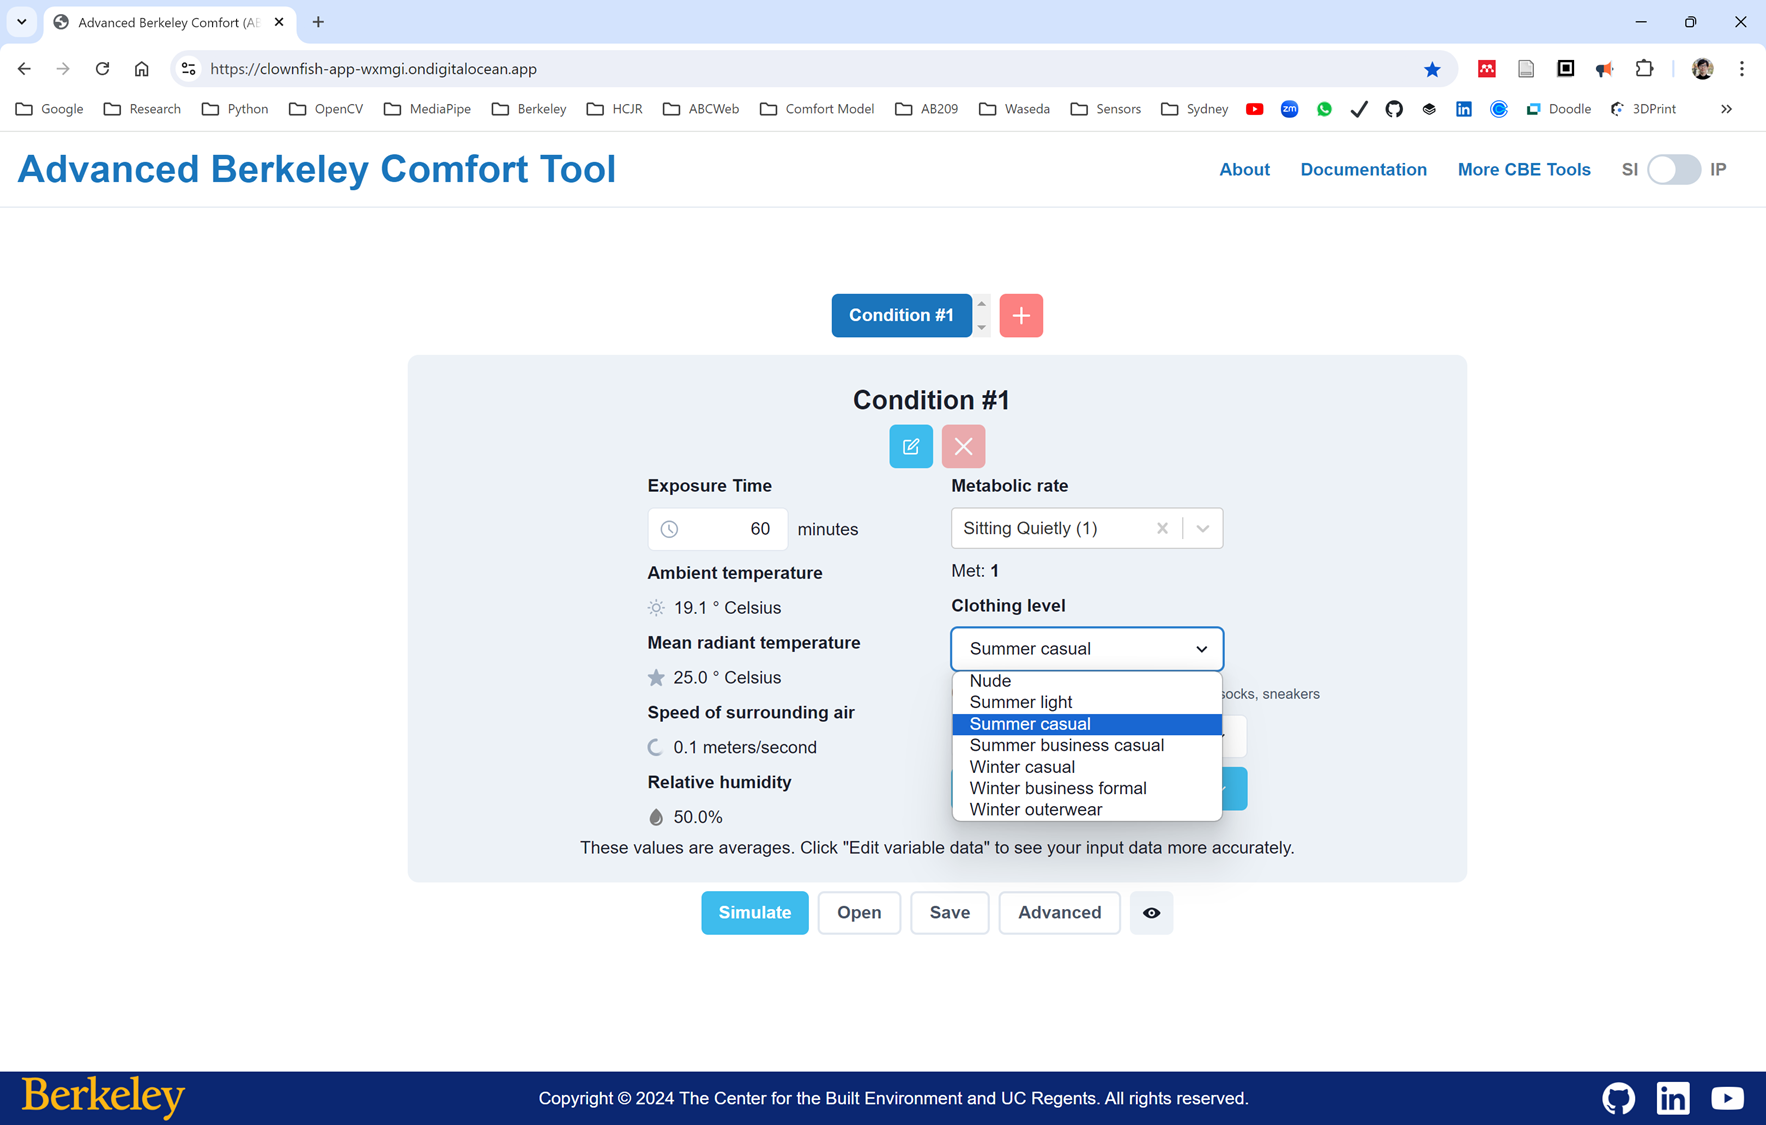 Advanced Berkeley Comfort (AB
https://clownfish-app-wxmgi.ondigitalocean.app
Google Research Python OpenCV MediaPipe Berkeley HCJR ABCWeb Comfort Model AB209 Waseda Sensors Sydney zm in Doodle 3DPrint
Advanced Berkeley Comfort Tool
About Documentation More CBE Tools SI IP
Condition #1
Condition #1
Exposure Time
60 minutes
Ambient temperature
19.1 ° Celsius
Mean radiant temperature
25.0 ° Celsius
Speed of surrounding air
0.1 meters/second
Relative humidity
50.0%
Metabolic rate
Sitting Quietly (1)
Met: 1
Clothing level
Summer casual
Nude
socks, sneakers
Summer light
Summer casual
Summer business casual
Winter casual
Winter business formal
Winter outerwear
These values are averages. Click "Edit variable data" to see your input data more accurately.
Simulate Open Save Advanced
Berkeley
Copyright © 2024 The Center for the Built Environment and UC Regents. All rights reserved.
in